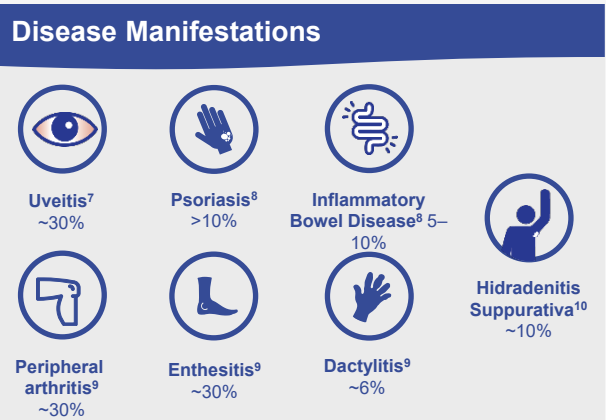 Disease Manifestations
Uveitis⁷
~30%
Psoriasis⁸
>10%
Inflammatory
Bowel Disease⁸ 5–
10%
Hidradenitis
Suppurativa¹⁰
~10%
Peripheral
arthritis⁹
~30%
Enthesitis⁹
~30%
Dactylitis⁹
~6%